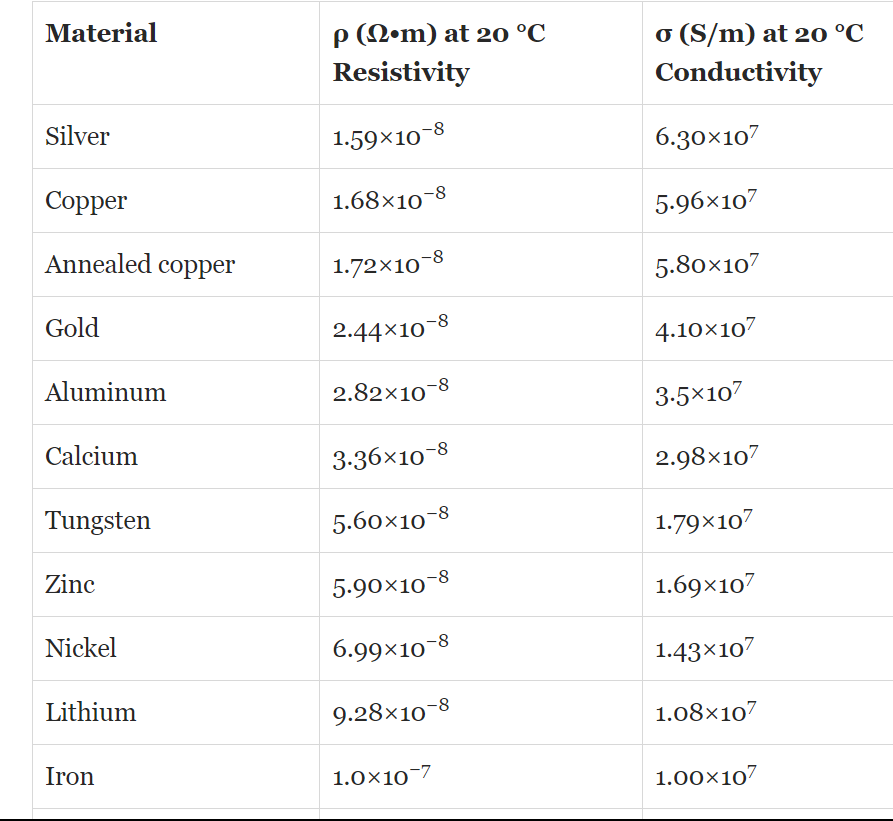 Material ρ (Ω•m) at 20 °C σ (S/m) at 20 °C
Resistivity Conductivity
Silver 1.59×10⁻⁸ 6.30×10⁷
Copper 1.68×10⁻⁸ 5.96×10⁷
Annealed copper 1.72×10⁻⁸ 5.80×10⁷
Gold 2.44×10⁻⁸ 4.10×10⁷
Aluminum 2.82×10⁻⁸ 3.5×10⁷
Calcium 3.36×10⁻⁸ 2.98×10⁷
Tungsten 5.60×10⁻⁸ 1.79×10⁷
Zinc 5.90×10⁻⁸ 1.69×10⁷
Nickel 6.99×10⁻⁸ 1.43×10⁷
Lithium 9.28×10⁻⁸ 1.08×10⁷
Iron 1.0×10⁻⁷ 1.00×10⁷